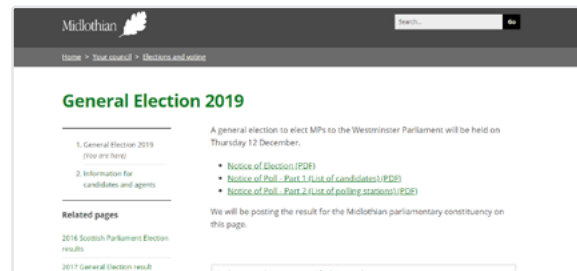 Midlothian
Search...
Go
Home > Your council > Elections and voting
General Election 2019
1. General Election 2019
(You are here)
2. Information for
candidates and agents
Related pages
2016 Scottish Parliament Election
results
2017 General Election result
A general election to elect MPs to the Westminster Parliament will be held on
Thursday 12 December.
• Notice of Election (PDF)
• Notice of Poll - Part 1 (List of candidates) (PDF)
• Notice of Poll - Part 2 (List of polling stations) (PDF)
We will be posting the result for the Midlothian parliamentary constituency on
this page.